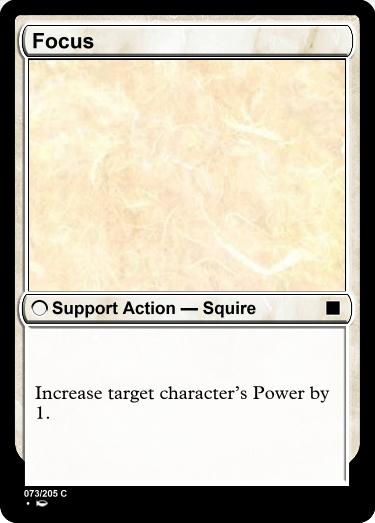 Focus
Support Action — Squire
Increase target character's Power by
1.
073/205 C